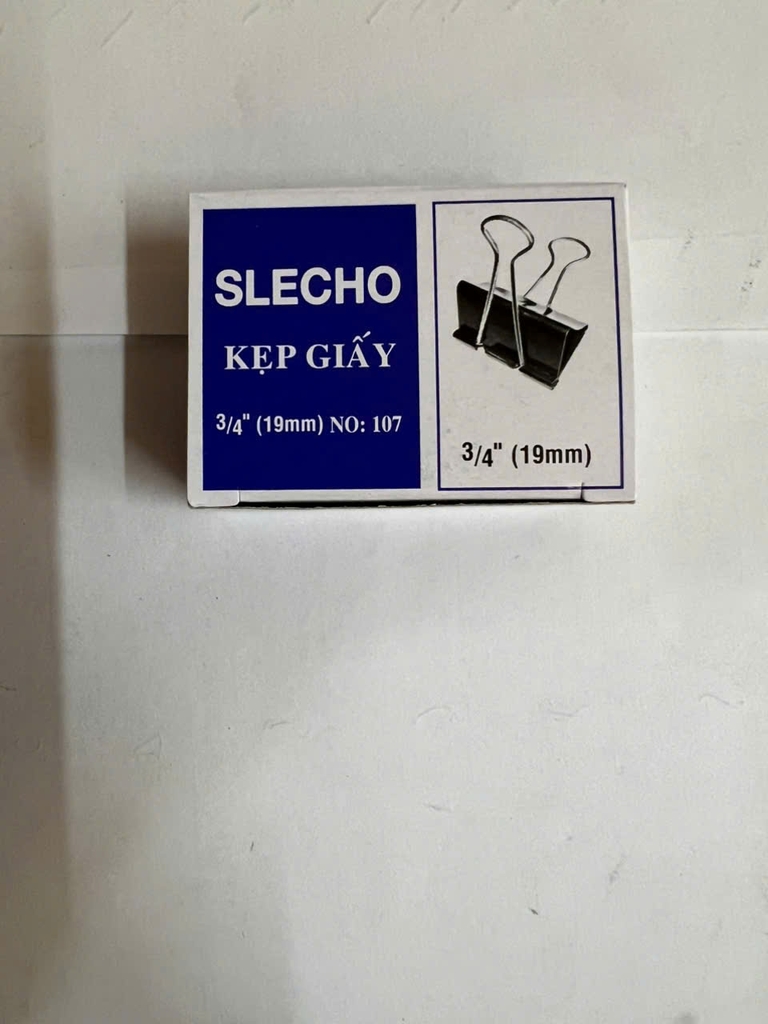 SLECHO
KẸP GIẤY
3/4" (19mm) NO: 107
3/4" (19mm)